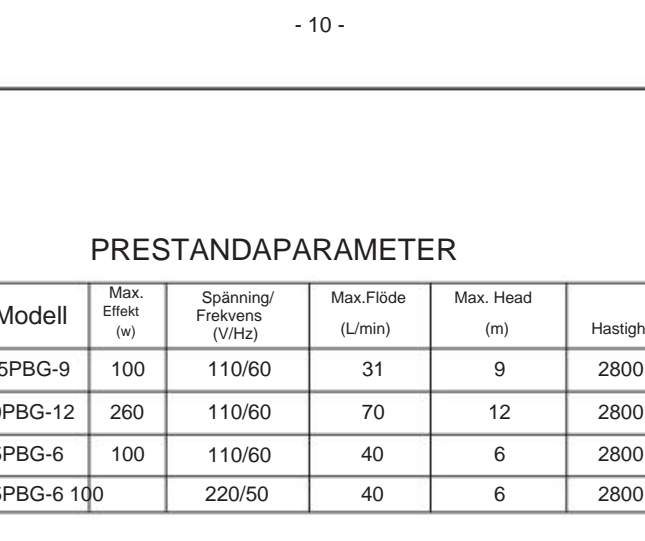 - 10 -
PRESTANDAPARAMETER
Modell Max. Effekt (w) Spänning/ Frekvens (V/Hz) Max.Flöde (L/min) Max. Head (m) Hastigh
5PBG-9 100 110/60 31 9 2800
PBG-12 260 110/60 70 12 2800
PBG-6 100 110/60 40 6 2800
PBG-6 100 220/50 40 6 2800